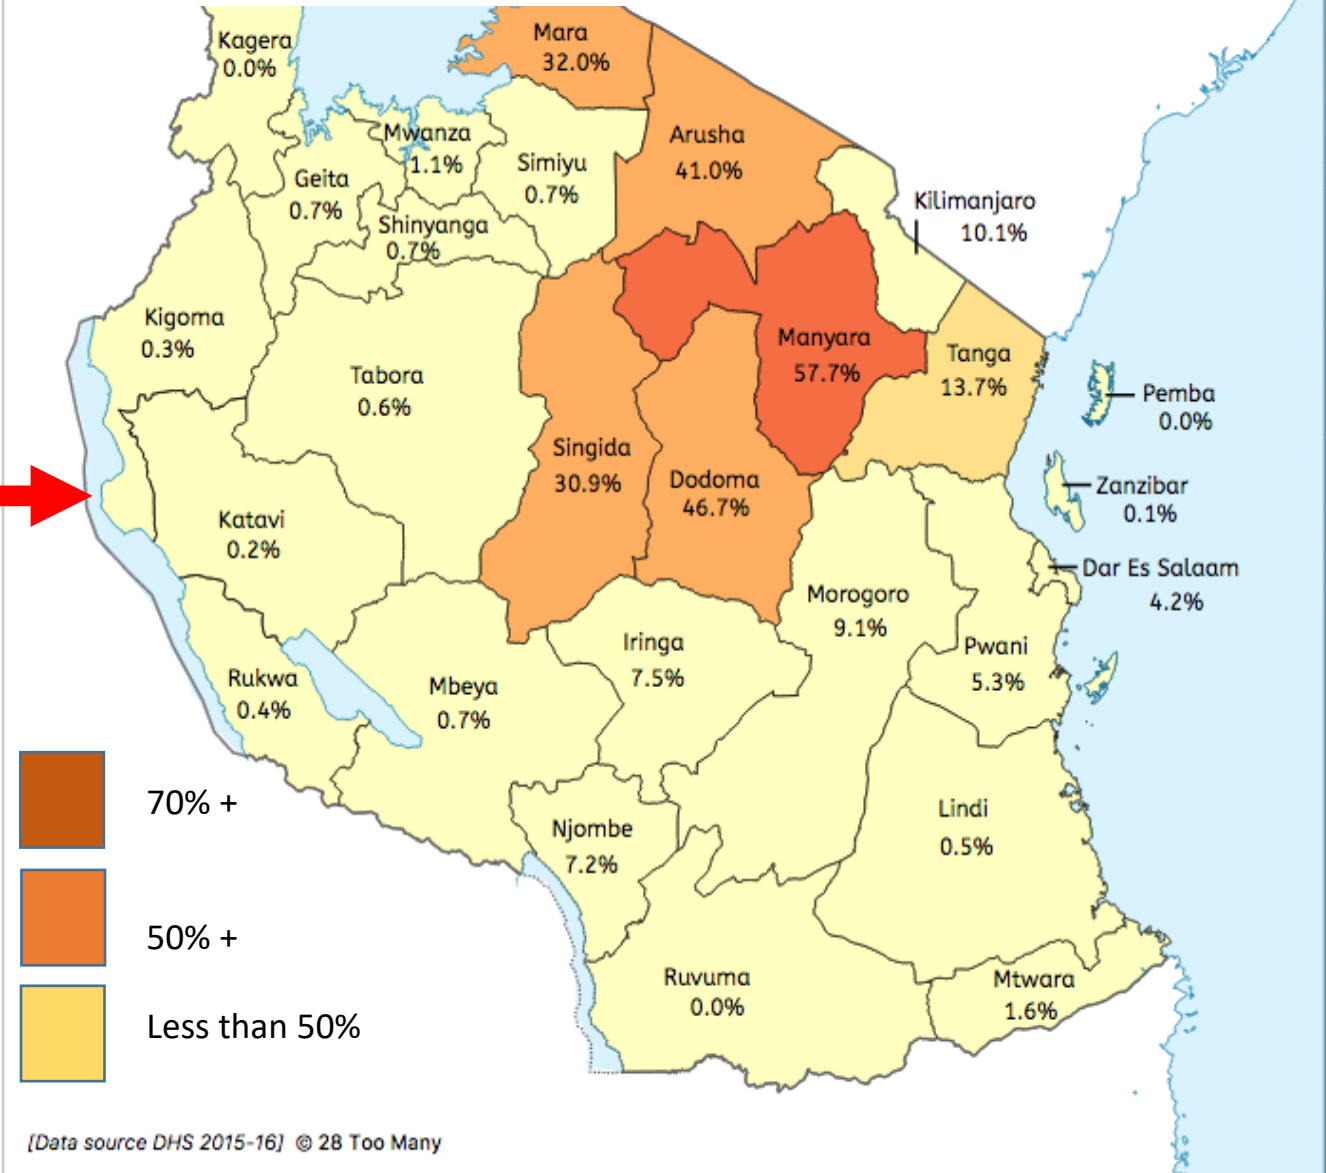 Kagera
0.0%
Mara
32.0%
Mwanza
1.1%
Arusha
41.0%
Simiyu
0.7%
Geita
0.7%
Kilimanjaro
10.1%
Shinyanga
0.7%
Kigoma
0.3%
Manyara
57.7%
Tanga
13.7%
Tabora
0.6%
Pemba
0.0%
Singida
30.9%
Dodoma
46.7%
Zanzibar
0.1%
Katavi
0.2%
Dar Es Salaam
4.2%
Morogoro
9.1%
Iringa
7.5%
Pwani
5.3%
Rukwa
0.4%
Mbeya
0.7%
70% +
Lindi
0.5%
Njombe
7.2%
50% +
Ruvuma
0.0%
Mtwara
1.6%
Less than 50%
[Data source DHS 2015-16] © 28 Too Many